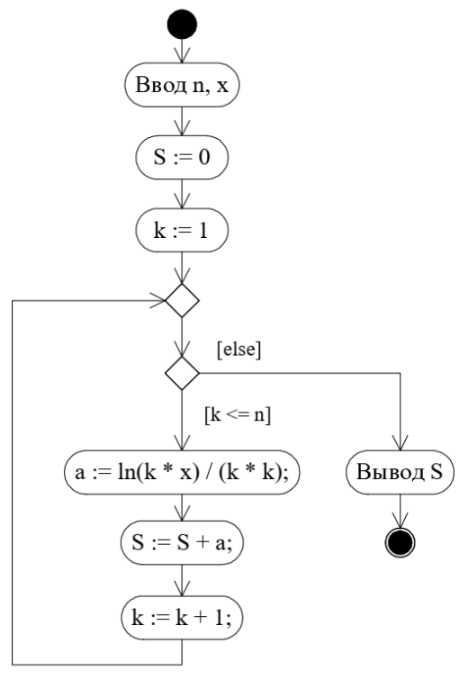 Ввод n, x
S := 0
k := 1
[else]
[k <= n]
a := ln(k * x) / (k * k);
Вывод S
S := S + a;
k := k + 1;